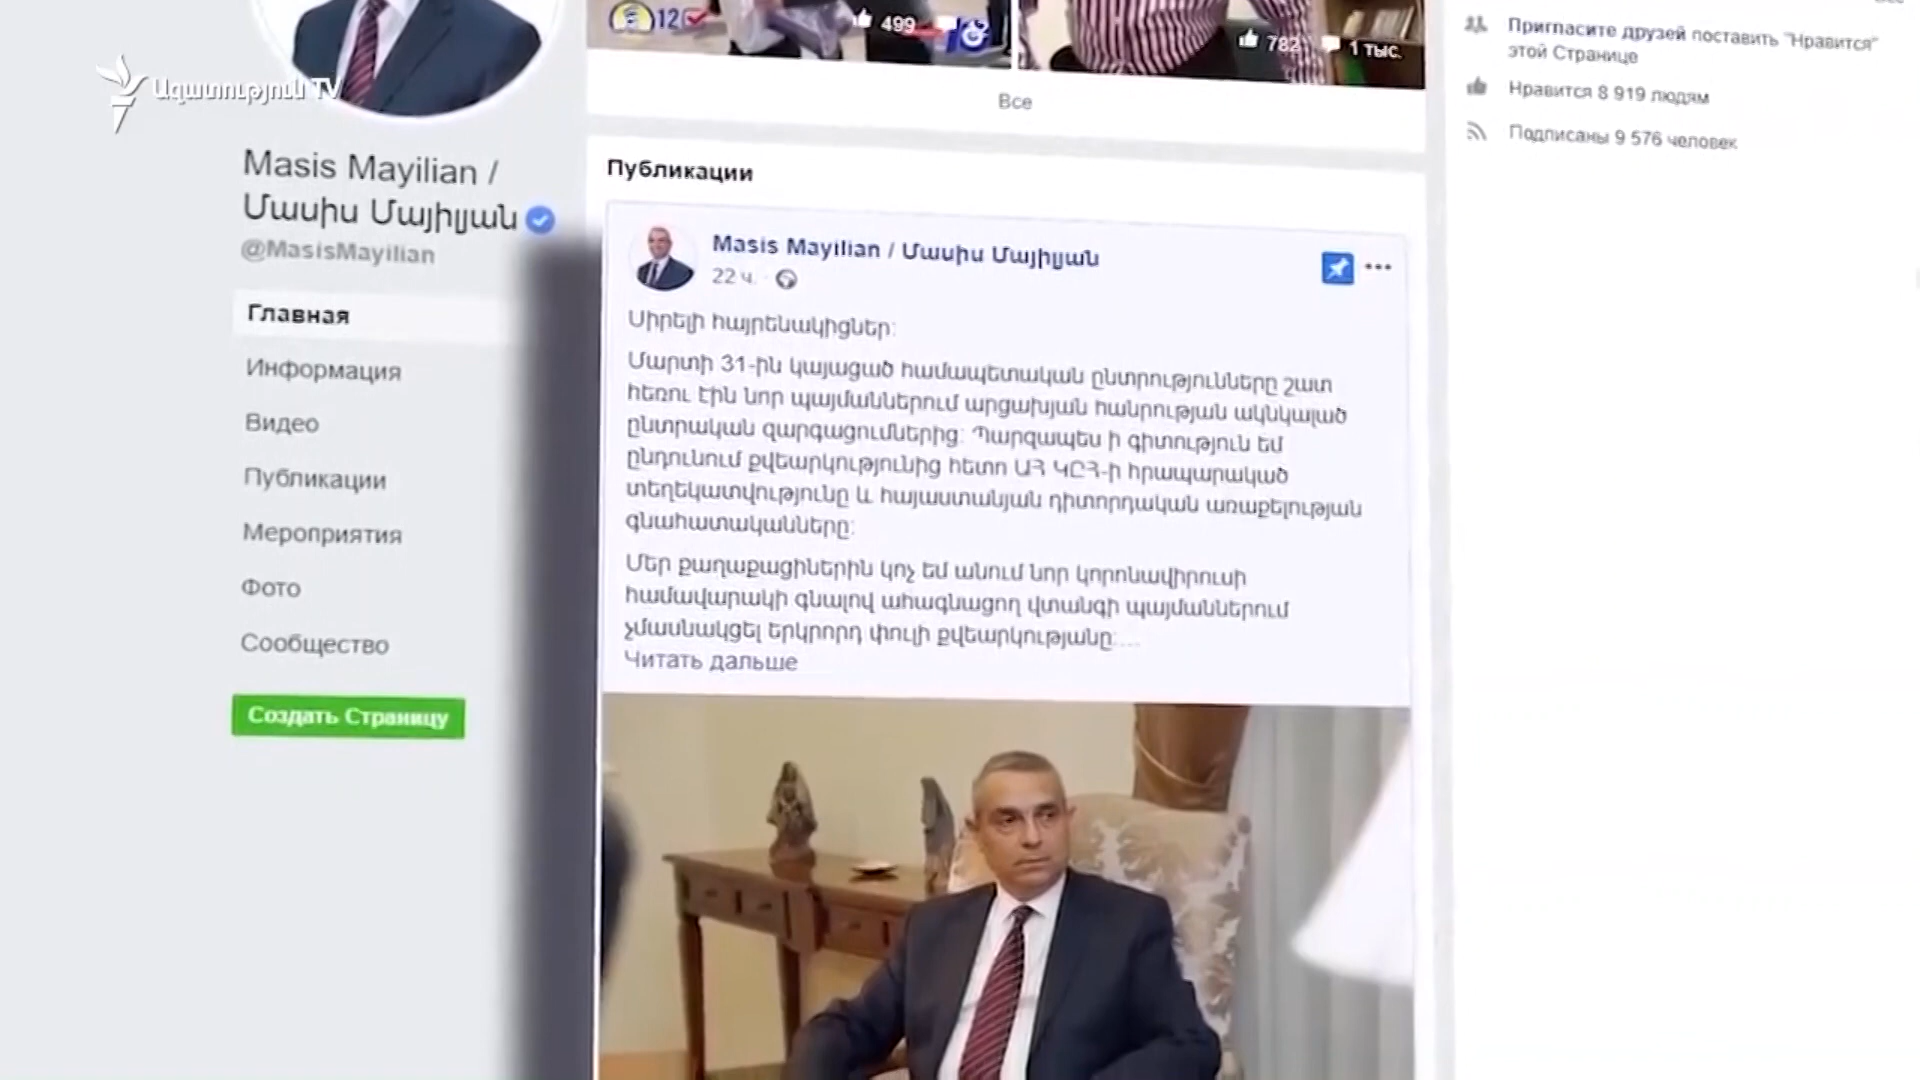 Ազատություն TV
Masis Mayilian /
Մասիս Մայիլյան
@MasisMayilian
Главная
Информация
Видео
Публикации
Мероприятия
Фото
Сообщество
Создать Страницу
12
499
782
1 тыс.
Все
Публикации
Masis Mayilian / Մասիս Մայիլյան
22 ч.
Սիրելի հայրենակիցներ:
Մարտի 31-ին կայացած համապետական ընտրությունները շատ
հեռու էին նոր պայմաններում արցախյան հանրության ակնկալած
ընտրական զարգացումներից: Պարզապես ի գիտություն եմ
ընդունում քվեարկությունից հետո ԱՀ ԿԸՀ-ի հրապարակած
տեղեկատվությունը և հայաստանյան դիտորդական առաքելության
գնահատականները:
Մեր քաղաքացիներին կոչ եմ անում նոր կորոնավիրուսի
համավարակի գնալով ահագնացող վտանգի պայմաններում
չմասնակցել երկրորդ փուլի քվեարկությանը:...
Читать дальше
Пригласите друзей поставить "Нравится"
этой Странице
Нравится 8 919 людям
Подписаны 9 576 человек